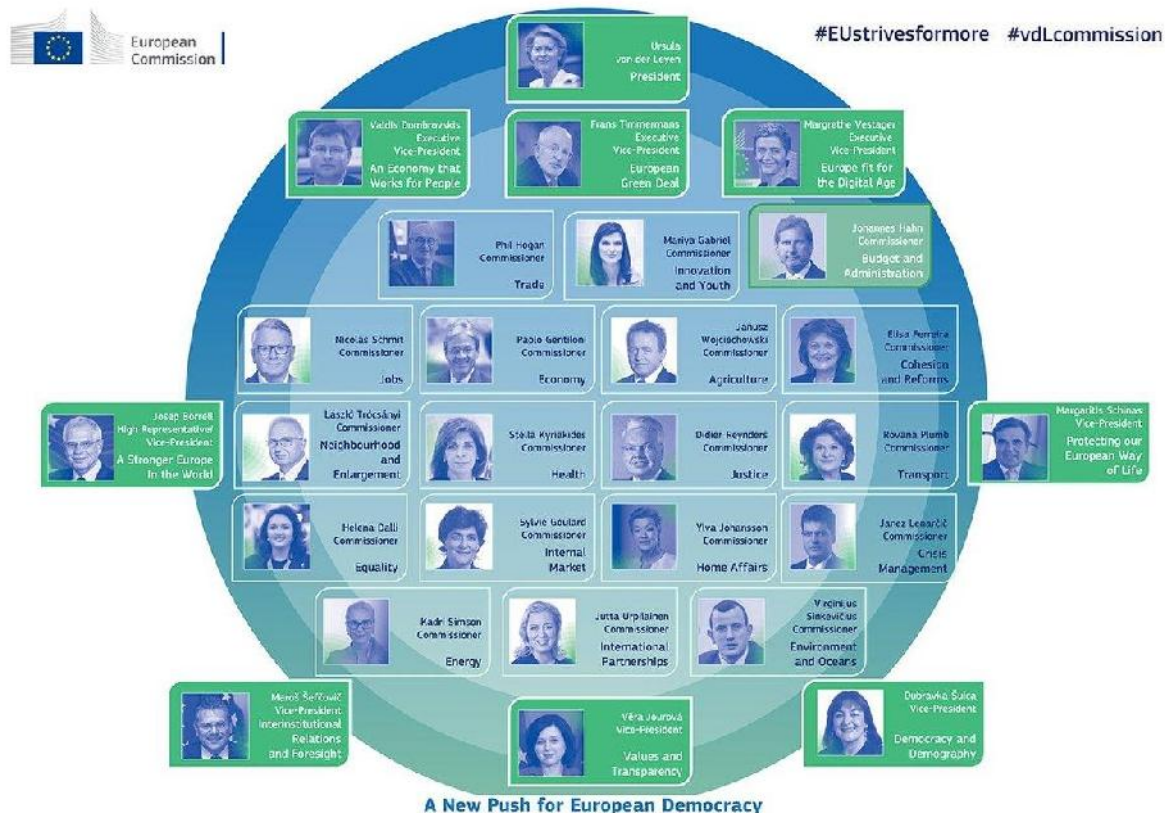 European
Commission
#EUstrivesformore #vdLcommission
Ursula
von der Leyen
President
Valdis Dombrovskis
Executive
Vice-President
An Economy that
Works for People
Frans Timmermans
Executive
Vice-President
European
Green Deal
Margrethe Vestager
Executive
Vice-President
Europe fit for
the Digital Age
Phil Hogan
Commissioner
Trade
Mariya Gabriel
Commissioner
Innovation
and Youth
Johannes Hahn
Commissioner
Budget and
Administration
Nicolas Schmit
Commissioner
Jobs
Paolo Gentiloni
Commissioner
Economy
Janusz
Wojciechowski
Commissioner
Agriculture
Elisa Ferreira
Commissioner
Cohesion
and Reforms
Josep Borrell
High Representative/
Vice-President
A Stronger Europe
in the World
László Trócsányi
Commissioner
Neighbourhood
and
Enlargement
Stella Kyriakides
Commissioner
Health
Didier Reynders
Commissioner
Justice
Rovana Plumb
Commissioner
Transport
Margaritis Schinas
Vice-President
Protecting our
European Way
of Life
Helena Dalli
Commissioner
Equality
Sylvie Goulard
Commissioner
Internal
Market
Ylva Johansson
Commissioner
Home Affairs
Janez Lenarčič
Commissioner
Crisis
Management
Kadri Simson
Commissioner
Energy
Jutta Urpilainen
Commissioner
International
Partnerships
Virginijus
Sinkevičius
Commissioner
Environment
and Oceans
Maroš Šefčovič
Vice-President
Interinstitutional
Relations
and Foresight
Věra Jourová
Vice-President
Values and
Transparency
Dubravka Šuica
Vice-President
Democracy and
Demography
A New Push for European Democracy